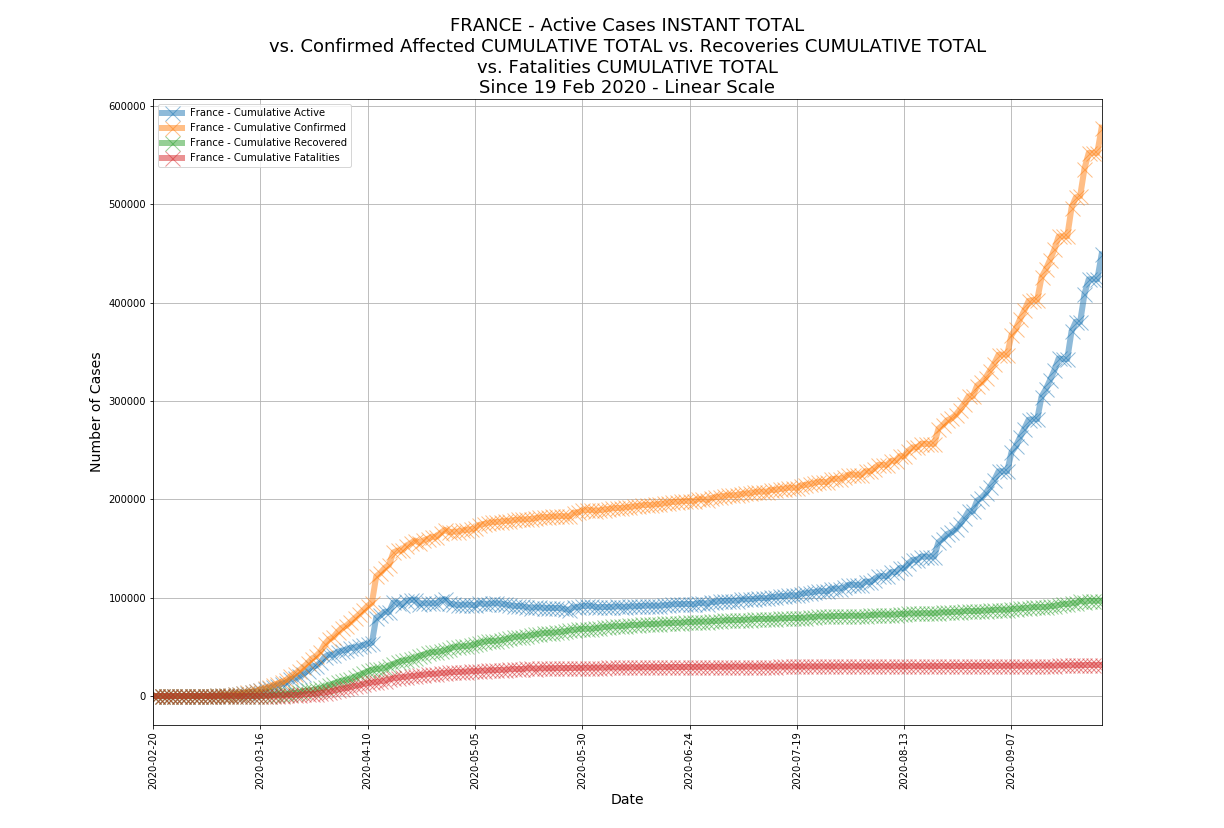 FRANCE - Active Cases INSTANT TOTAL
vs. Confirmed Affected CUMULATIVE TOTAL vs. Recoveries CUMULATIVE TOTAL
vs. Fatalities CUMULATIVE TOTAL
Since 19 Feb 2020 - Linear Scale
France - Cumulative Active
France - Cumulative Confirmed
France - Cumulative Recovered
France - Cumulative Fatalities
Number of Cases
600000
500000
400000
300000
200000
100000
0
2020-02-20
2020-03-16
2020-04-10
2020-05-05
2020-05-30
2020-06-24
2020-07-19
2020-08-13
2020-09-07
Date